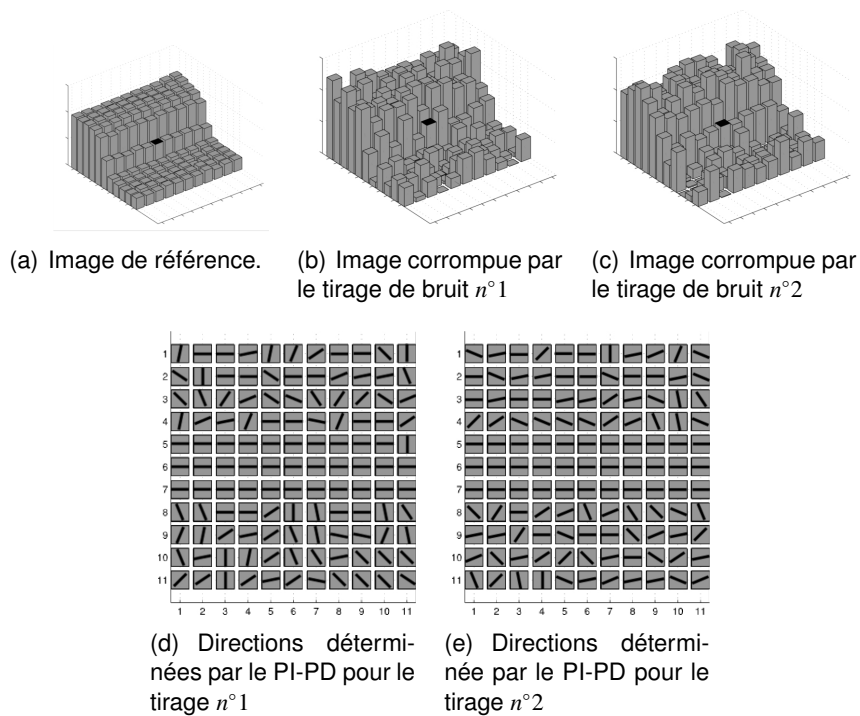 (a) Image de référence.
(b) Image corrompue par
le tirage de bruit n°1
(c) Image corrompue par
le tirage de bruit n°2
1
2
3
4
5
6
7
8
9
10
11
1 2 3 4 5 6 7 8 9 10 11
1
2
3
4
5
6
7
8
9
10
11
1 2 3 4 5 6 7 8 9 10 11
(d) Directions détermi-
nées par le PI-PD pour le
tirage n°1
(e) Directions détermi-
née par le PI-PD pour le
tirage n°2